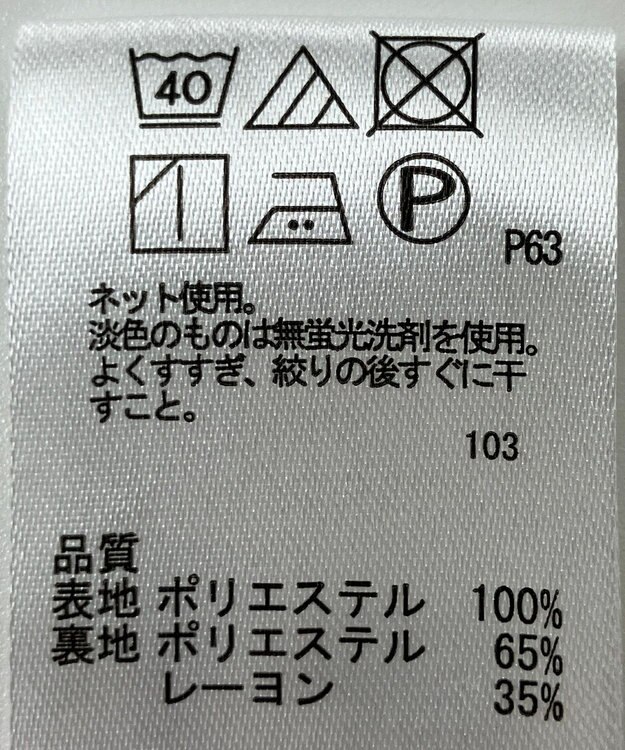 40
P
P63
ネット使用。
淡色のものは無蛍光洗剤を使用。
よくすすぎ、絞りの後すぐに干
すこと。
103
品質
表地 ポリエステル 100%
裏地 ポリエステル 65%
レーヨン 35%